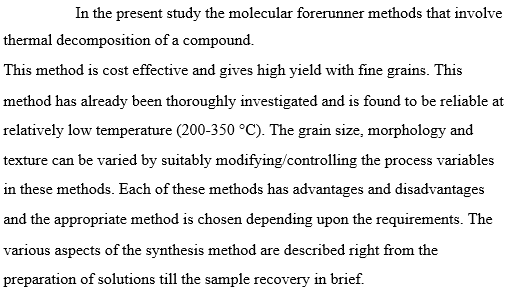 In the present study the molecular forerunner methods that involve
thermal decomposition of a compound.
This method is cost effective and gives high yield with fine grains. This
method has already been thoroughly investigated and is found to be reliable at
relatively low temperature (200-350 °C). The grain size, morphology and
texture can be varied by suitably modifying/controlling the process variables
in these methods. Each of these methods has advantages and disadvantages
and the appropriate method is chosen depending upon the requirements. The
various aspects of the synthesis method are described right from the
preparation of solutions till the sample recovery in brief.